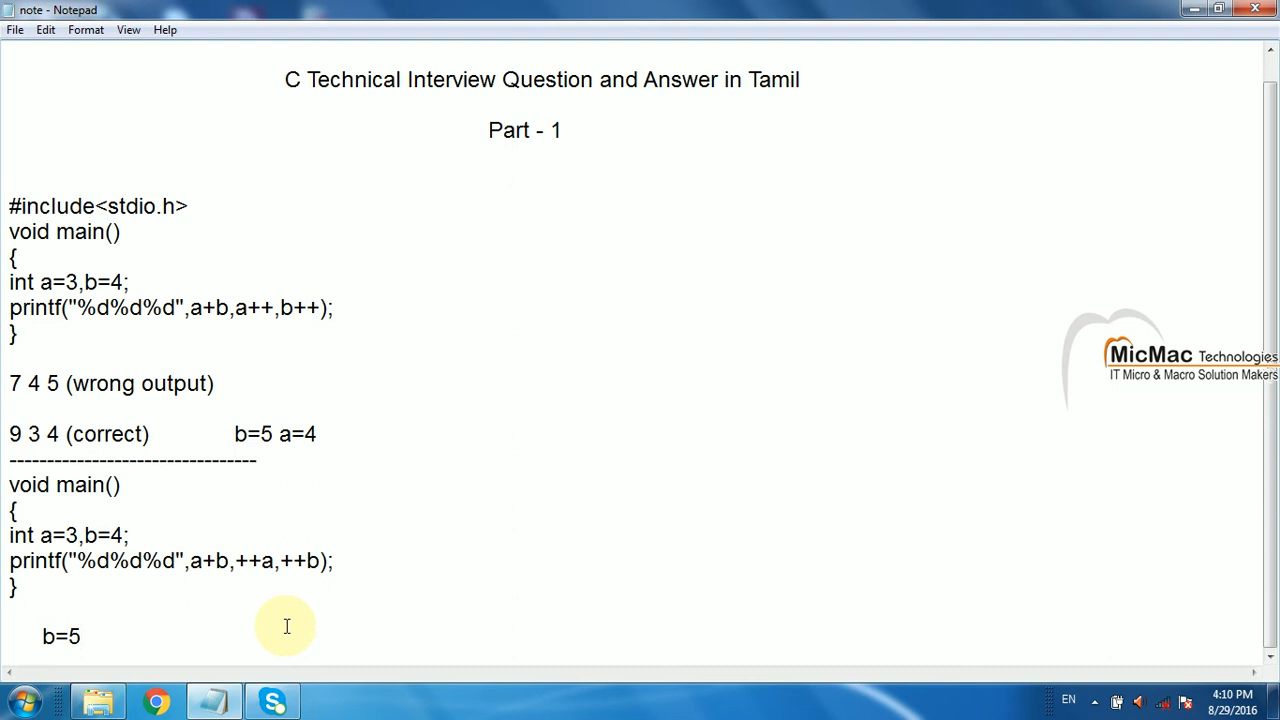 note - Notepad
File Edit Format View Help
C Technical Interview Question and Answer in Tamil
Part - 1
#include<stdio.h>
void main()
{
int a=3,b=4;
printf("%d%d%d",a+b,a++,b++);
}
7 4 5 (wrong output)
9 3 4 (correct) b=5 a=4
---------------------------------
void main()
{
int a=3,b=4;
printf("%d%d%d",a+b,++a,++b);
}
b=5
MicMac Technologies
IT Micro & Macro Solution Makers
EN
4:10 PM
8/29/2016